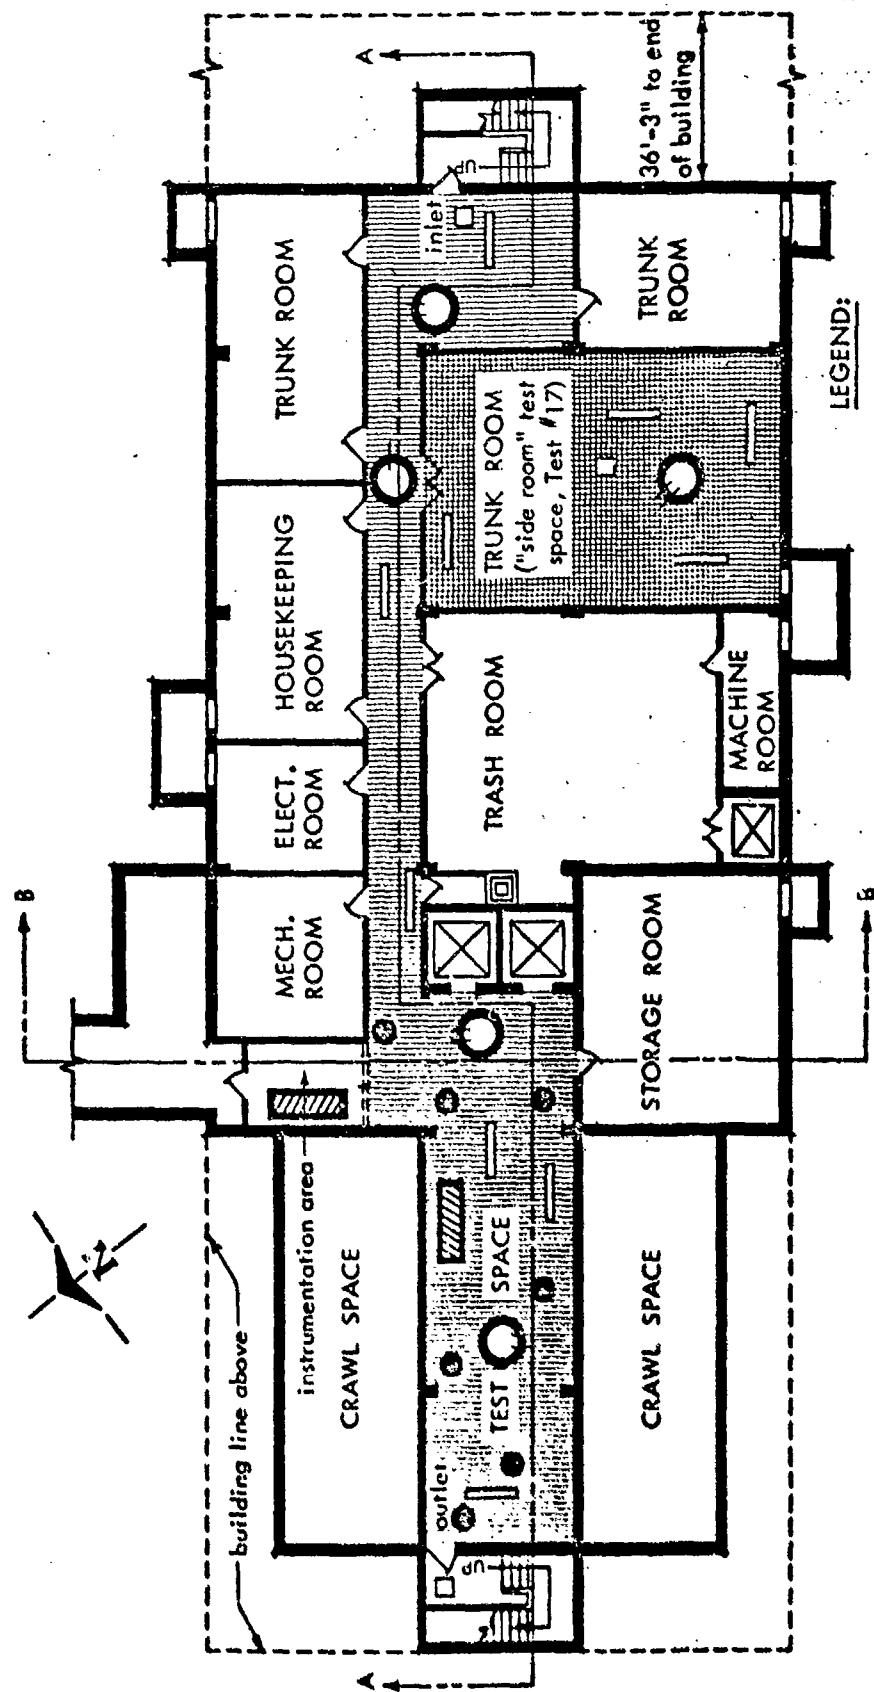 A
A
B
36'-3" to end
of building
UP
inlet
TRUNK ROOM
TRUNK
ROOM
LEGEND:
TRUNK ROOM
("side room" test
space, Test #17)
HOUSEKEEPING
ROOM
TRASH ROOM
MACHINE
ROOM
ELECT.
ROOM
MECH.
ROOM
STORAGE ROOM
instrumentation area
CRAWL SPACE
TEST SPACE
CRAWL SPACE
building line above
outlet
UP
N